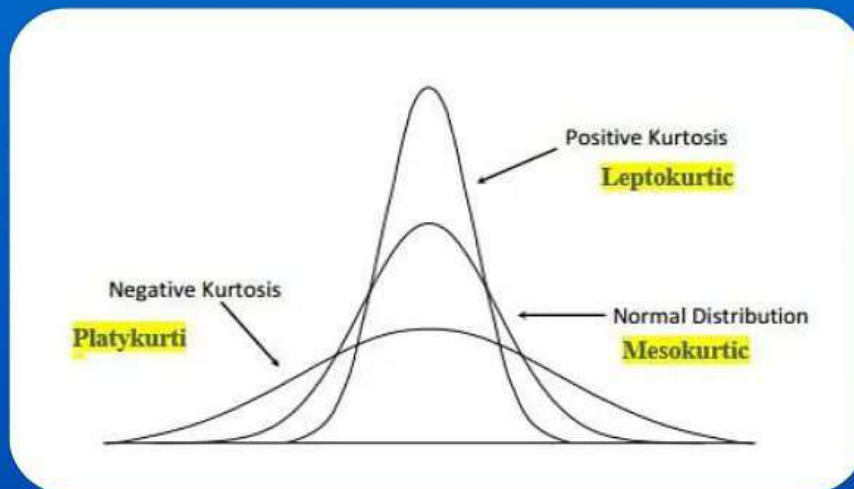 Positive Kurtosis
Leptokurtic
Negative Kurtosis
Platykurti
Normal Distribution
Mesokurtic